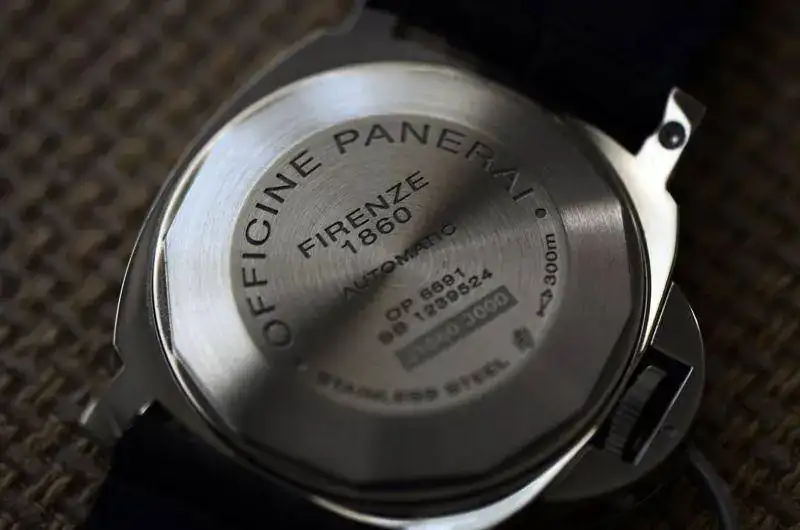 OFFICINE PANERAI
FIRENZE
1860
AUTOMATIC
OP 6691
BB 1239524
300m
STAINLESS STEEL